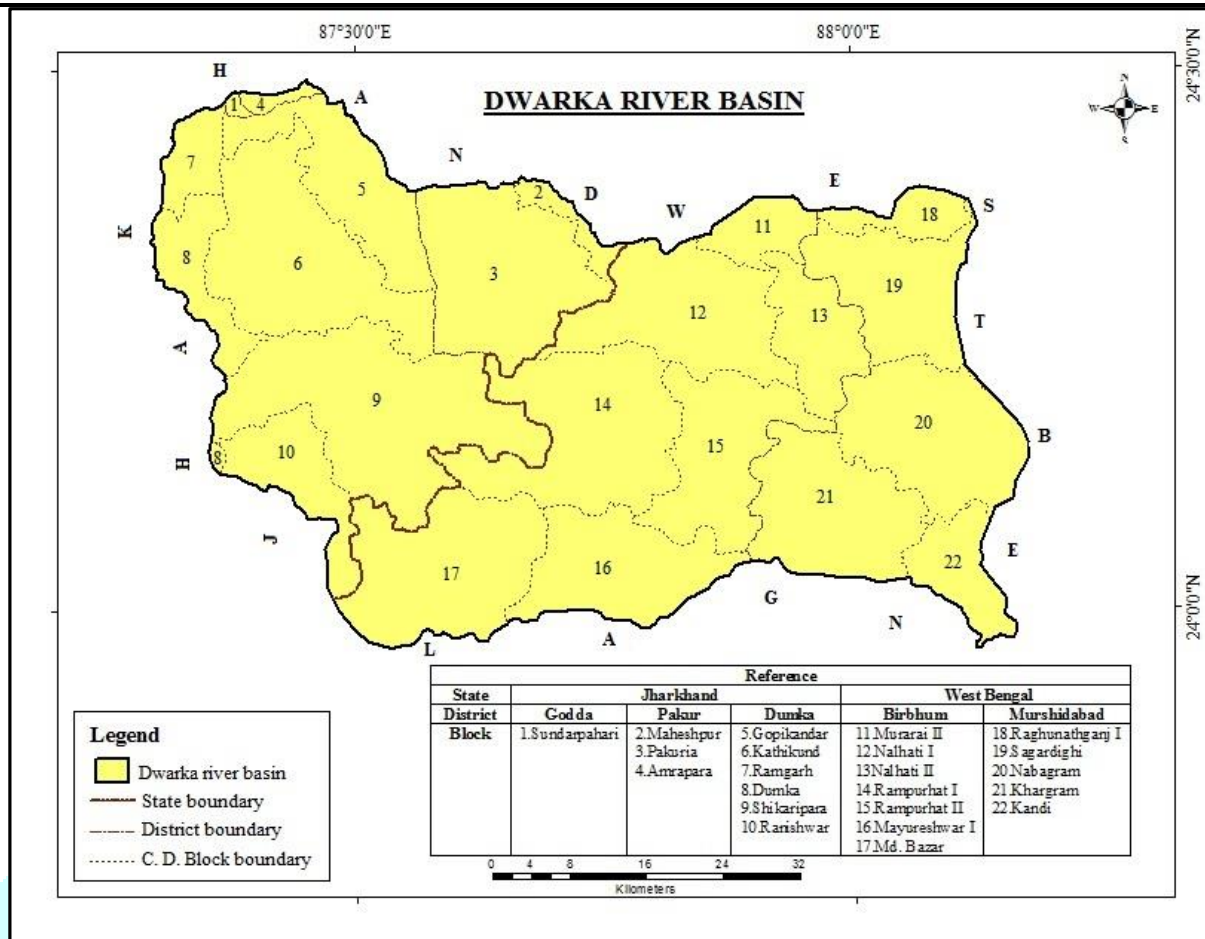 87°30'0"E 88°0'0"E
24°30'0"N
24°0'0"N
DWARKA RIVER BASIN
N
W E
J H A R K H A N D
W E S T B E N G A L
1 4
7
5
2
18
11
8
6
3
19
12
13
9
14
20
10
8
15
21
17
16
22
Legend
Dwarka river basin
State boundary
District boundary
C. D. Block boundary
Reference
State Jharkhand West Bengal
District Godda Pakur Dumka Birbhum Murshidabad
Block 1.Sundarpahari 2.Maheshpur 5.Gopikandar 11.Murarai II 18.Raghunathganj I
3.Pakuria 6.Kathikund 12.Nalhati I 19.Sagardighi
4.Amrapara 7.Ramgarh 13Nalhati II 20.Nabagram
8.Dumka 14.Rampurhat I 21.Khargram
9.Shikaripara 15.Rampurhat II 22.Kandi
10.Ranishwar 16.Mayureshwar I
17.Md. Bazar
0 4 8 16 24 32
Kilometers